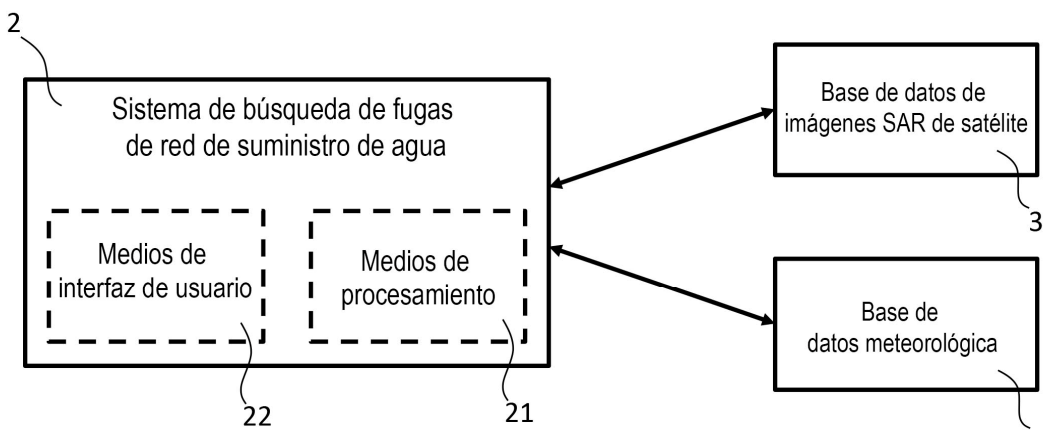 2
Sistema de búsqueda de fugas
de red de suministro de agua
Medios de
interfaz de usuario
22
Medios de
procesamiento
21
Base de datos de
imágenes SAR de satélite
3
Base de
datos meteorológica